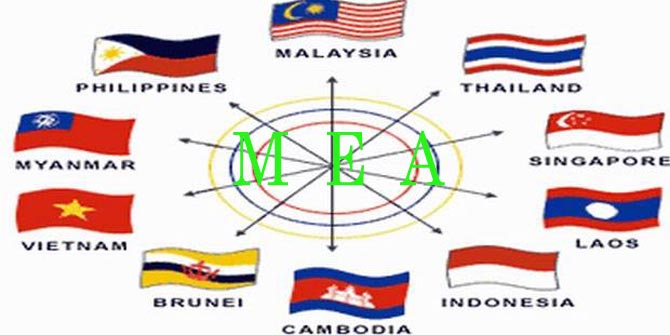 MALAYSIA
PHILIPPINES
THAILAND
MYANMAR
M E A
SINGAPORE
VIETNAM
LAOS
BRUNEI
INDONESIA
CAMBODIA